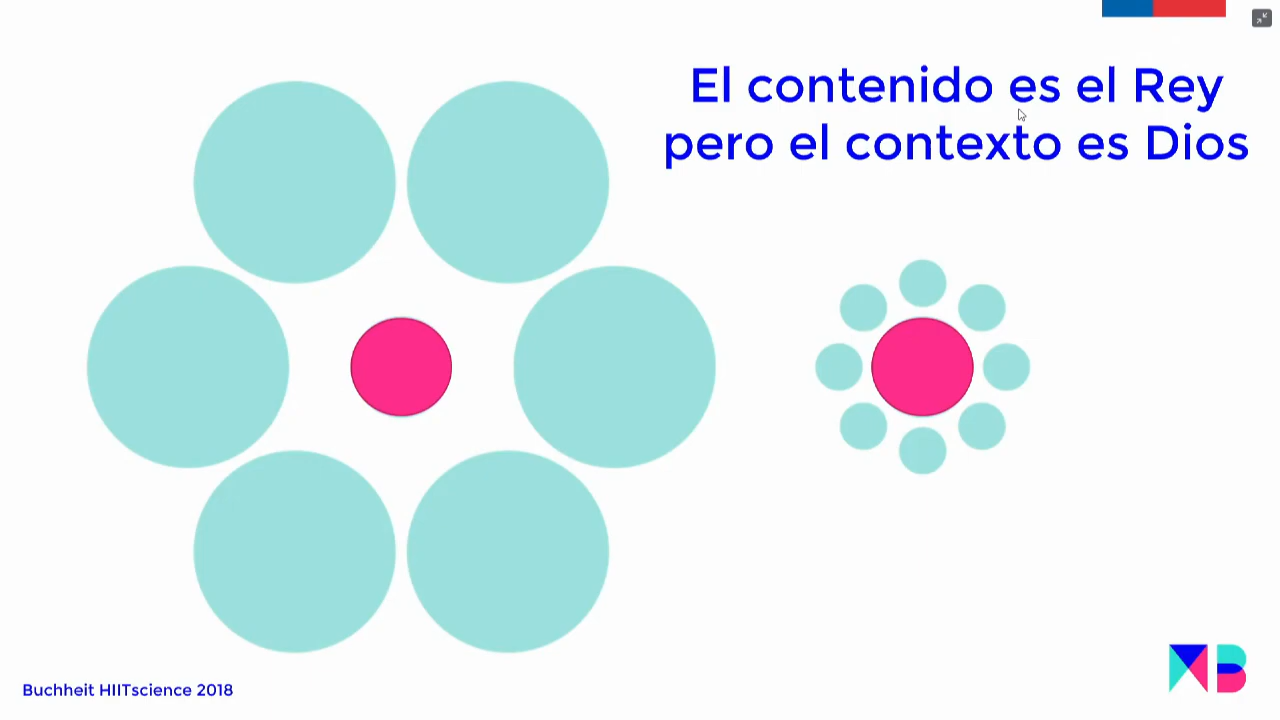 El contenido es el Rey
pero el contexto es Dios
Buchheit HIITscience 2018